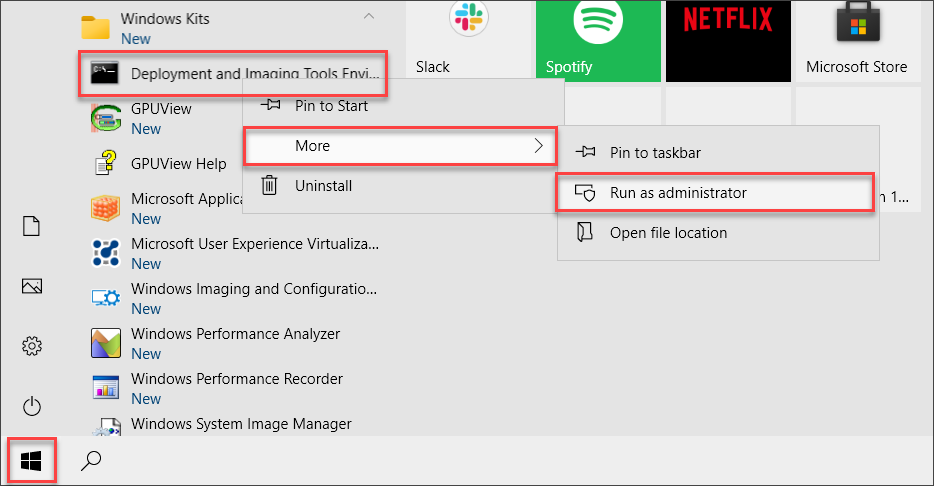 Windows Kits
New
Deployment and Imaging Tools Envi...
GPUView
New
GPUView Help
Microsoft Applica
New
Microsoft User Experience Virtualiza...
New
Windows Imaging and Configuratio...
New
Windows Performance Analyzer
New
Windows Performance Recorder
New
Windows System Image Manager
Pin to Start
More
Uninstall
Pin to taskbar
Run as administrator
Open file location
Slack
Spotify
NETFLIX
Microsoft Store
1...